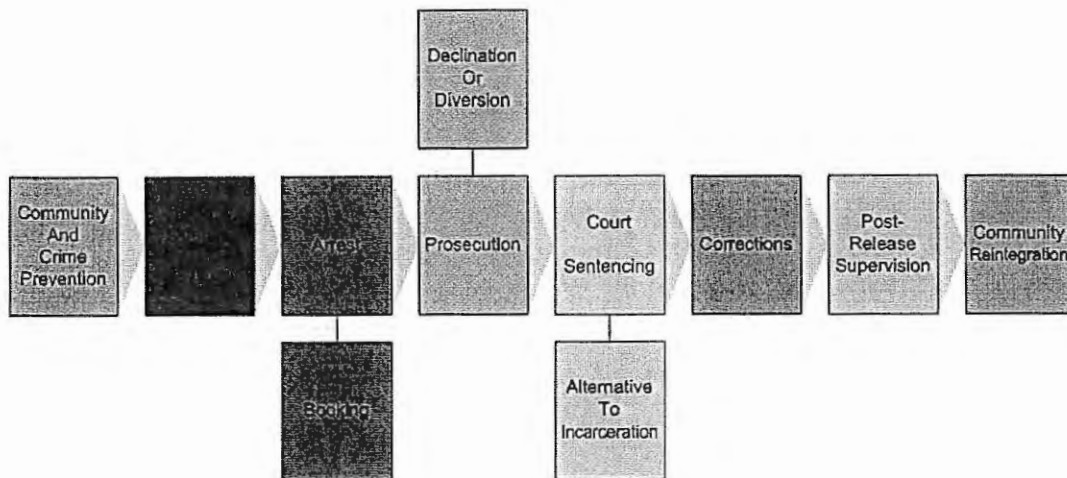 Declination
Or
Diversion
Community
And
Crime
Prevention
Arrest
Prosecution
Court
Sentencing
Corrections
Post-
Release
Supervision
Community
Reintegration
Booking
Alternative
To
Incarceration